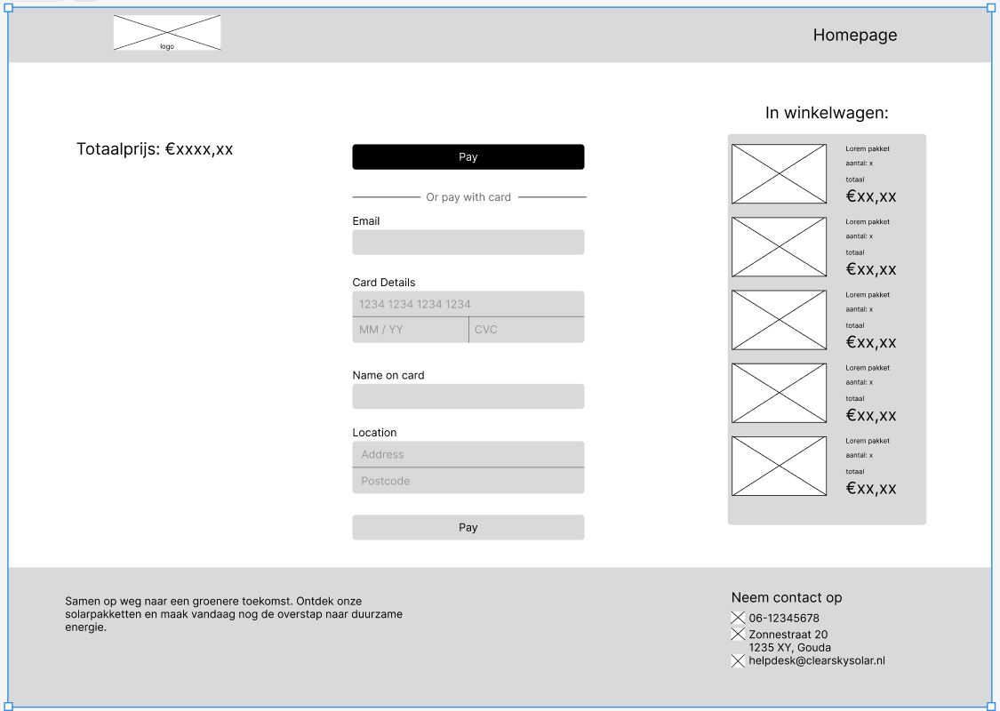 logo
Homepage
Totaalprijs: €xxxx,xx
Pay
Or pay with card
Email
Card Details
1234 1234 1234 1234
MM / YY
CVC
Name on card
Location
Address
Postcode
Pay
In winkelwagen:
Lorem pakket
aantal: x
totaal
€xx,xx
Lorem pakket
aantal: x
totaal
€xx,xx
Lorem pakket
aantal: x
totaal
€xx,xx
Lorem pakket
aantal: x
totaal
€xx,xx
Lorem pakket
aantal: x
totaal
€xx,xx
Samen op weg naar een groenere toekomst. Ontdek onze
solarpakketten en maak vandaag nog de overstap naar duurzame
energie.
Neem contact op
06-12345678
Zonnestraat 20
1235 XY, Gouda
helpdesk@clearskysolar.nl